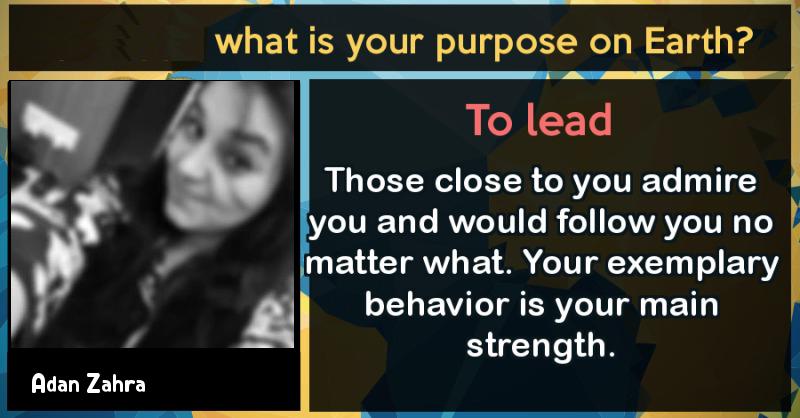 what is your purpose on Earth?
To lead
Those close to you admire
you and would follow you no
matter what. Your exemplary
behavior is your main
strength.
Adan Zahra